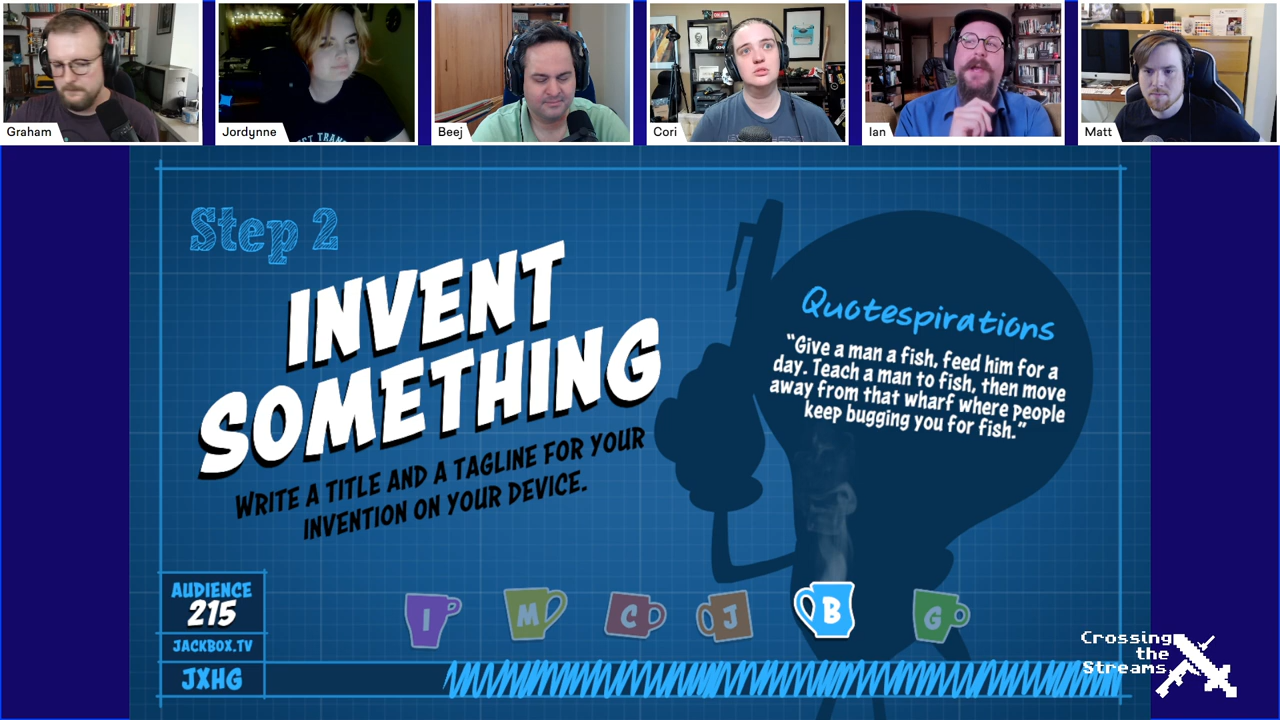 Graham
Jordynne
Beej
Cori
Ian
Matt
Step 2
INVENT
SOMETHING
WRITE A TITLE AND A TAGLINE FOR YOUR
INVENTION ON YOUR DEVICE.
Quotespirations
"Give a man a fish, feed him for a
day. Teach a man to fish, then move
away from that wharf where people
keep bugging you for fish."
AUDIENCE
215
JACKBOX.TV
JXHG
I
M
C
J
B
G
Crossing
the
Streams